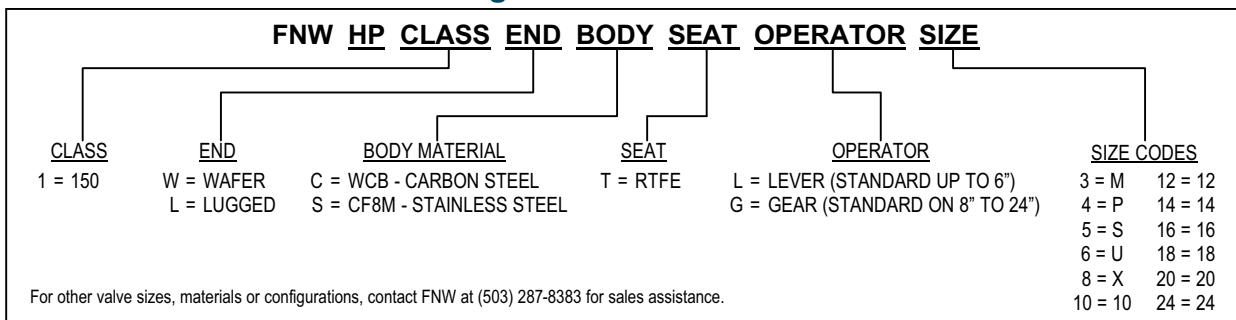 FNW HP CLASS END BODY SEAT OPERATOR SIZE
CLASS
1 = 150
END
W = WAFER
L = LUGGED
BODY MATERIAL
C = WCB - CARBON STEEL
S = CF8M - STAINLESS STEEL
SEAT
T = RTFE
OPERATOR
L = LEVER (STANDARD UP TO 6”)
G = GEAR (STANDARD ON 8” TO 24”)
SIZE CODES
3 = M 12 = 12
4 = P 14 = 14
5 = S 16 = 16
6 = U 18 = 18
8 = X 20 = 20
10 = 10 24 = 24
For other valve sizes, materials or configurations, contact FNW at (503) 287-8383 for sales assistance.